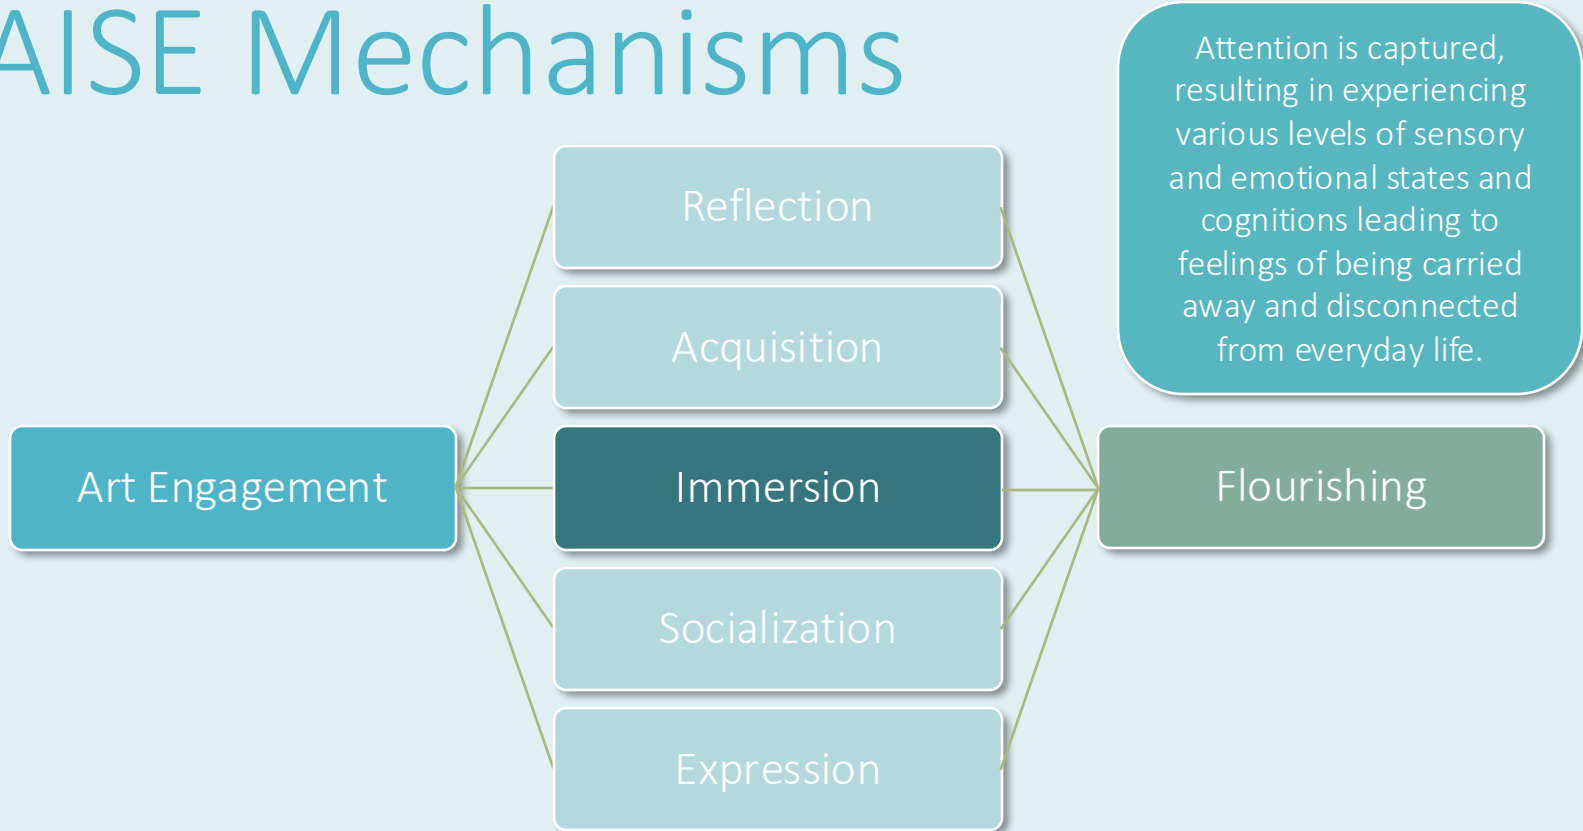 AISE Mechanisms
Attention is captured,
resulting in experiencing
various levels of sensory
and emotional states and
cognitions leading to
feelings of being carried
away and disconnected
from everyday life.
Reflection
Acquisition
Art Engagement
Immersion
Flourishing
Socialization
Expression